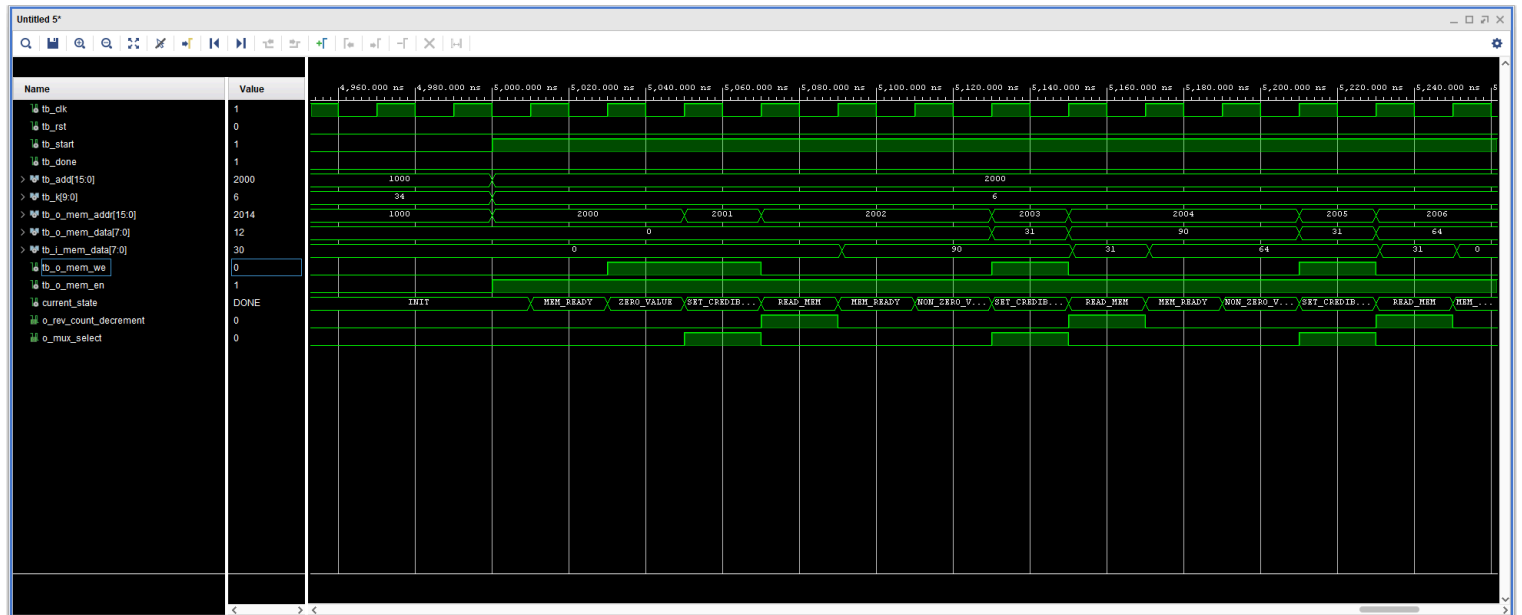 Untitled 5*
Name Value
4,960.000 ns 4,980.000 ns 5,000.000 ns 5,020.000 ns 5,040.000 ns 5,060.000 ns 5,080.000 ns 5,100.000 ns 5,120.000 ns 5,140.000 ns 5,160.000 ns 5,180.000 ns 5,200.000 ns 5,220.000 ns 5,240.000 ns 5
tb_clk 1
tb_rst 0
tb_start 1
tb_done 1
tb_add[15:0] 2000 1000 2000
tb_k[9:0] 6 34 6
tb_o_mem_addr[15:0] 2014 1000 2000 2001 2002 2003 2004 2005 2006
tb_o_mem_data[7:0] 12 0 31 90 31 64
tb_i_mem_data[7:0] 30 0 90 31 64 31 0
tb_o_mem_we 0
tb_o_mem_en 1
current_state DONE INIT MEM_READY ZERO_VALUE SET_CREDIB... READ_MEM MEM_READY NON_ZERO_V... SET_CREDIB... READ_MEM MEM_READY NON_ZERO_V... SET_CREDIB... READ_MEM MEM_...
o_rev_count_decrement 0
o_mux_select 0